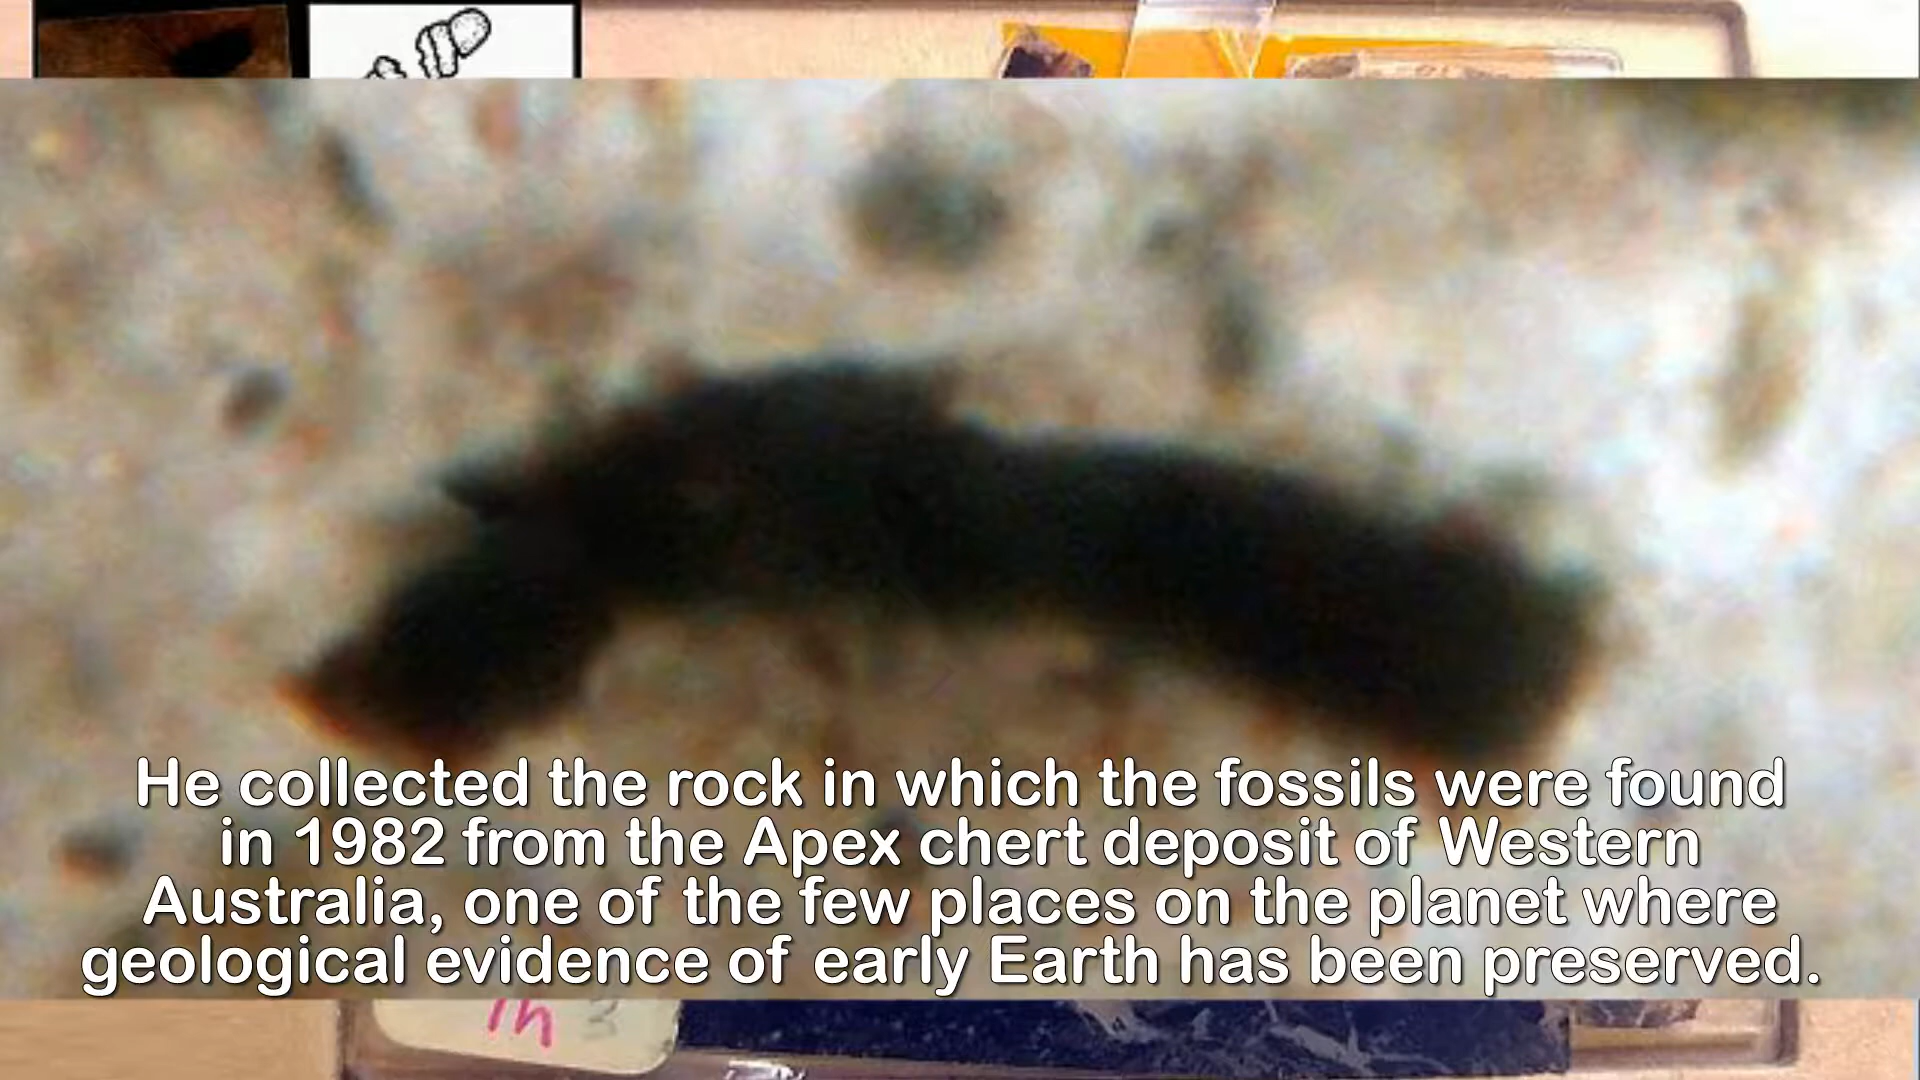 He collected the rock in which the fossils were found
in 1982 from the Apex chert deposit of Western
Australia, one of the few places on the planet where
geological evidence of early Earth has been preserved.